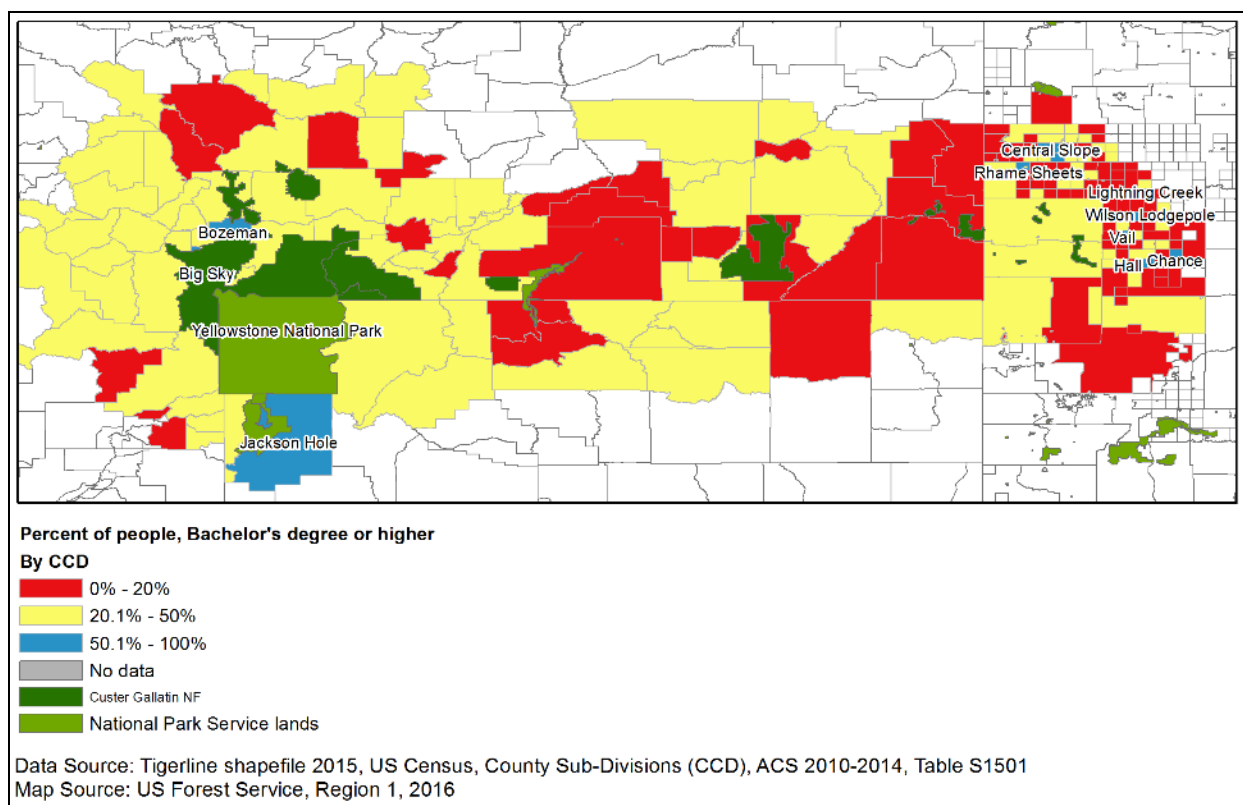 Central Slope
Rhame Sheets
Lightning Creek
Wilson Lodgepole
Bozeman
Vail
Hall Chance
Big Sky
Yellowstone National Park
Jackson Hole
Percent of people, Bachelor's degree or higher
By CCD
0% - 20%
20.1% - 50%
50.1% - 100%
No data
Custer Gallatin NF
National Park Service lands
Data Source: Tigerline shapefile 2015, US Census, County Sub-Divisions (CCD), ACS 2010-2014, Table S1501
Map Source: US Forest Service, Region 1, 2016